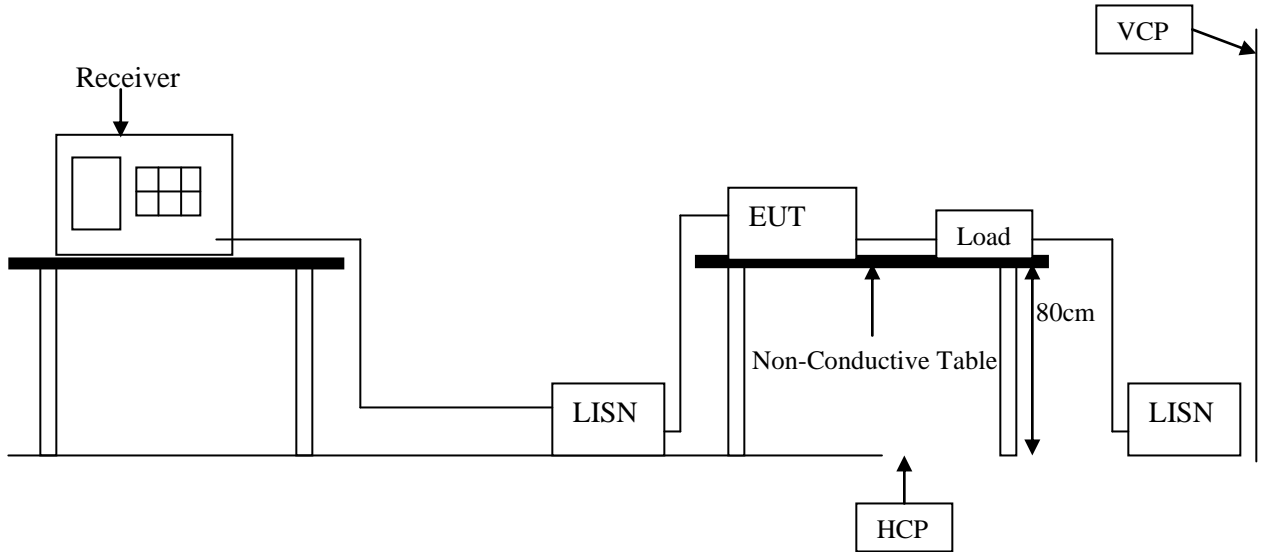 VCP
Receiver
EUT
Load
80cm
Non-Conductive Table
LISN
LISN
HCP